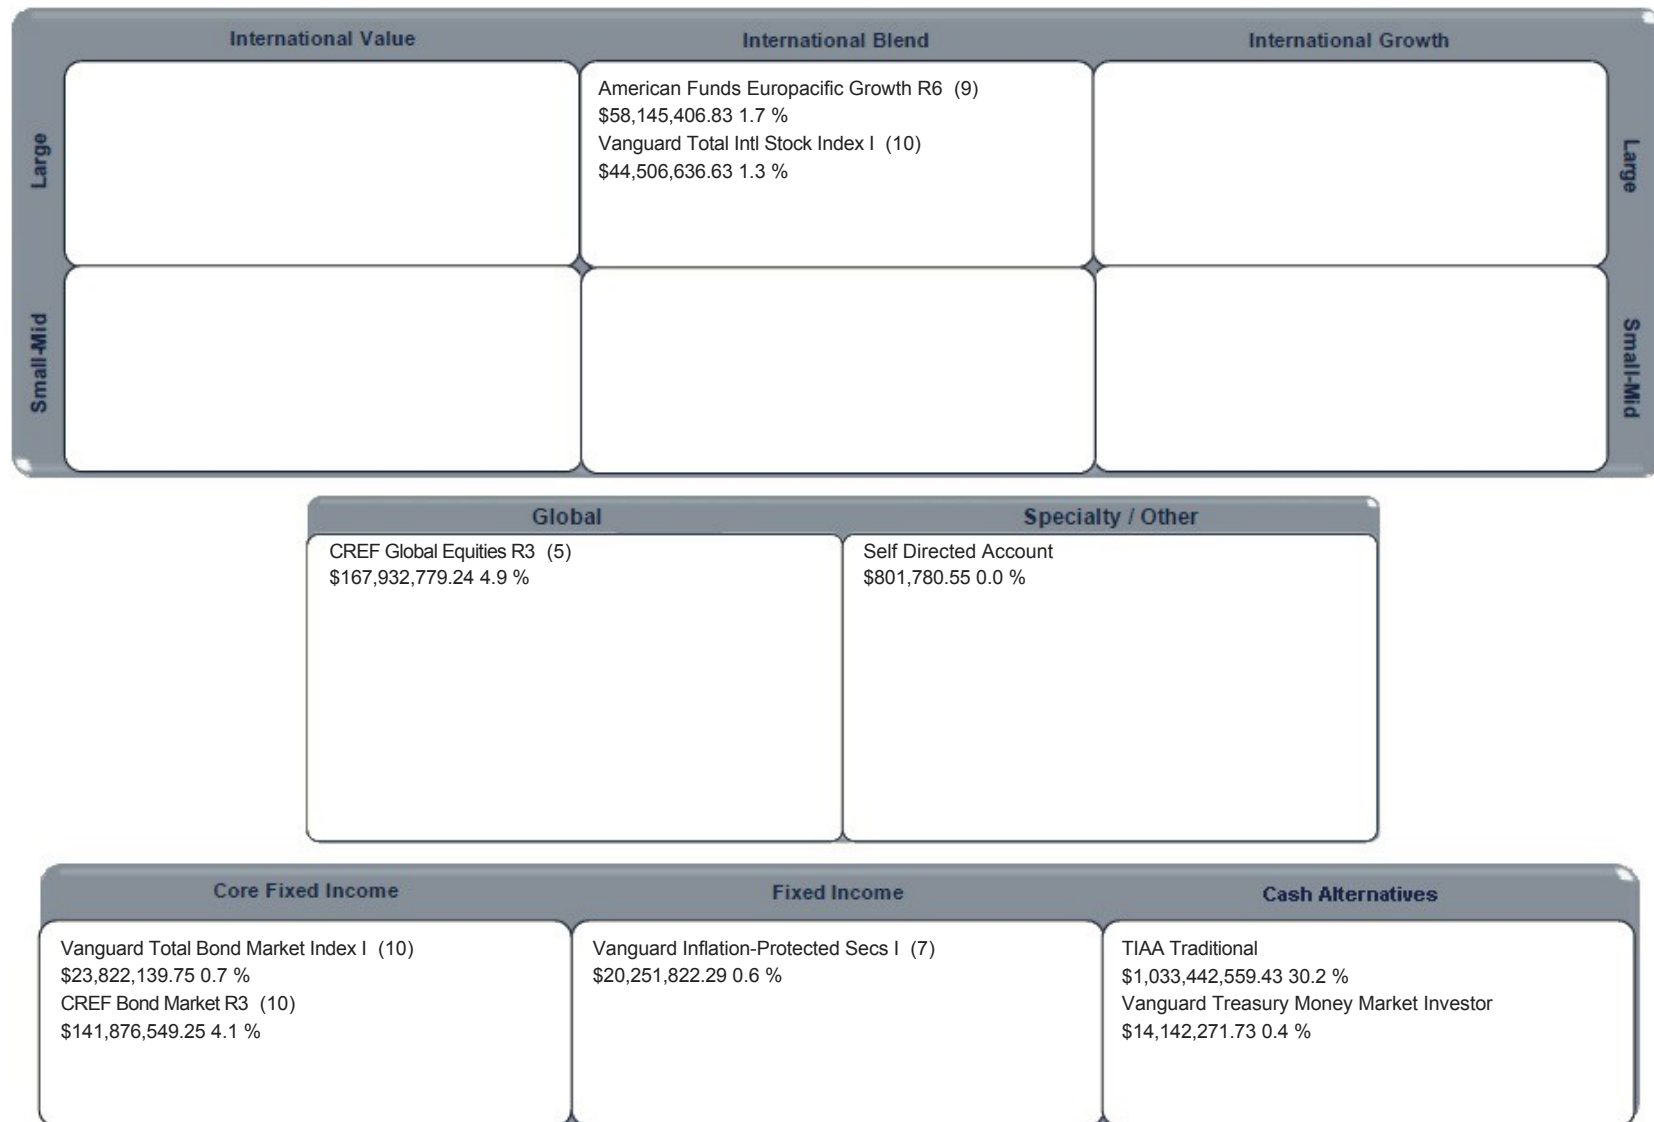 International Value
International Blend
International Growth
Large
American Funds Europacific Growth R6 (9)
$58,145,406.83 1.7 %
Vanguard Total Intl Stock Index I (10)
$44,506,636.63 1.3 %
Large
Small-Mid
Small-Mid
Global
Specialty / Other
CREF Global Equities R3 (5)
$167,932,779.24 4.9 %
Self Directed Account
$801,780.55 0.0 %
Core Fixed Income
Fixed Income
Cash Alternatives
Vanguard Total Bond Market Index I (10)
$23,822,139.75 0.7 %
CREF Bond Market R3 (10)
$141,876,549.25 4.1 %
Vanguard Inflation-Protected Secs I (7)
$20,251,822.29 0.6 %
TIAA Traditional
$1,033,442,559.43 30.2 %
Vanguard Treasury Money Market Investor
$14,142,271.73 0.4 %